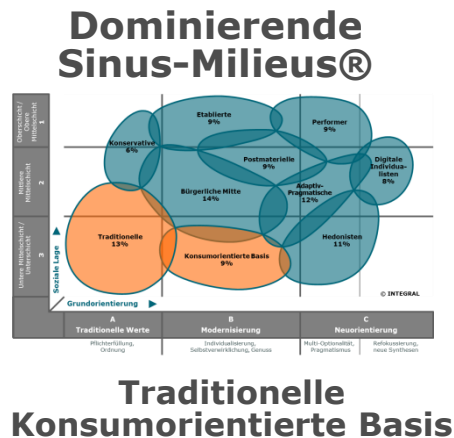 Dominierende
Sinus-Milieus®
Oberschicht /
Obere
Mittelschicht
1
Mittlere
Mittelschicht
2
Untere Mittelschicht /
Unterschicht
3
Soziale Lage
Etablierte
9%
Performer
9%
Konservative
6%
Postmaterielle
9%
Digitale
Individua-
listen
8%
Bürgerliche Mitte
14%
Adaptiv-
Pragmatische
12%
Traditionelle
13%
Konsumorientierte Basis
9%
Hedonisten
11%
© INTEGRAL
Grunderientierung
A
Traditionelle Werte
B
Modernisierung
C
Neuorientierung
Pflichterfüllung,
Ordnung
Individualisierung,
Selbstverwirklichung, Genuss
Multi-Optionalität,
Pragmatismus
Refokussierung,
neue Synthesen
Traditionelle
Konsumorientierte Basis